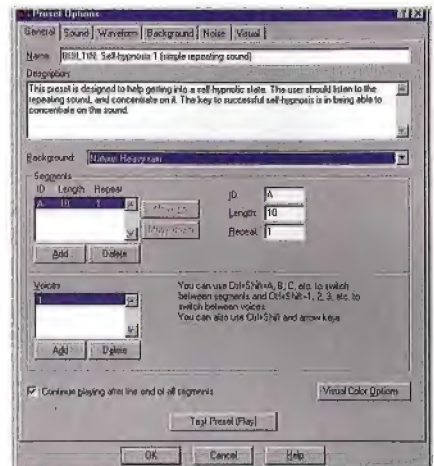 Preset Options
General Sound Waveform Background Noise Visual
Name: BUILTIN: Self-hypnosis 1 (single repeating sound)
Description:
This preset is designed to help getting into a self-hypnotic state. The user should listen to the
repeating sound, and concentrate on it. The key to successful self-hypnosis is in being able to
concentrate on the sound.
Background: Natural: Heavy rain
Segments
ID Length Repeat
A 10 1
ID: A
Length: 10
Repeat: 1
Add Delete
Voices
1
You can use Ctrl+Shift+A, B, C, etc. to switch
between segments and Ctrl+Shift+1, 2, 3, etc. to
switch between voices.
You can also use Ctrl+Shift and arrow keys
Add Delete
Continue playing after the end of all segments
Visual Color Options
Test Preset (Play)
OK Cancel Help